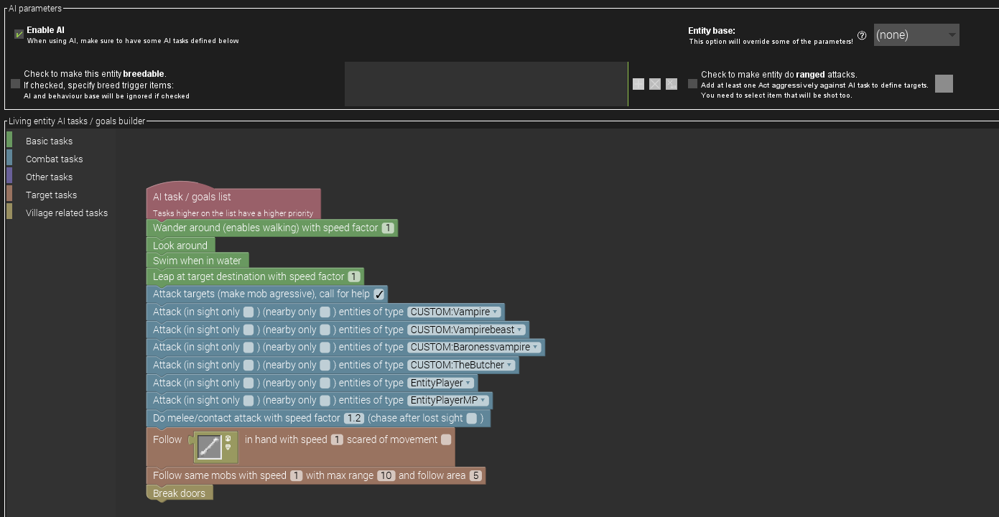 AI parameters
Enable AI
When using AI, make sure to have some AI tasks defined below
Entity base:
This option will override some of the parameters!
?
(none)
Check to make this entity breedable.
If checked, specify breed trigger items:
AI and behaviour base will be ignored if checked
Check to make entity do ranged attacks.
Add at least one Act aggressively against AI task to define targets.
You need to select item that will be shot too.
Living entity AI tasks / goals builder
Basic tasks
Combat tasks
Other tasks
Target tasks
Village related tasks
AI task / goals list
Tasks higher on the list have a higher priority
Wander around (enables walking) with speed factor 1
Look around
Swim when in water
Leap at target destination with speed factor 1
Attack targets (make mob agressive), call for help
Attack (in sight only ) (nearby only ) entities of type CUSTOM:Vampire
Attack (in sight only ) (nearby only ) entities of type CUSTOM:Vampirebeast
Attack (in sight only ) (nearby only ) entities of type CUSTOM:Baronessvampire
Attack (in sight only ) (nearby only ) entities of type CUSTOM:TheButcher
Attack (in sight only ) (nearby only ) entities of type EntityPlayer
Attack (in sight only ) (nearby only ) entities of type EntityPlayerMP
Do melee/contact attack with speed factor 1.2 (chase after lost sight )
Follow in hand with speed 1 scared of movement
Follow same mobs with speed 1 with max range 10 and follow area 5
Break doors